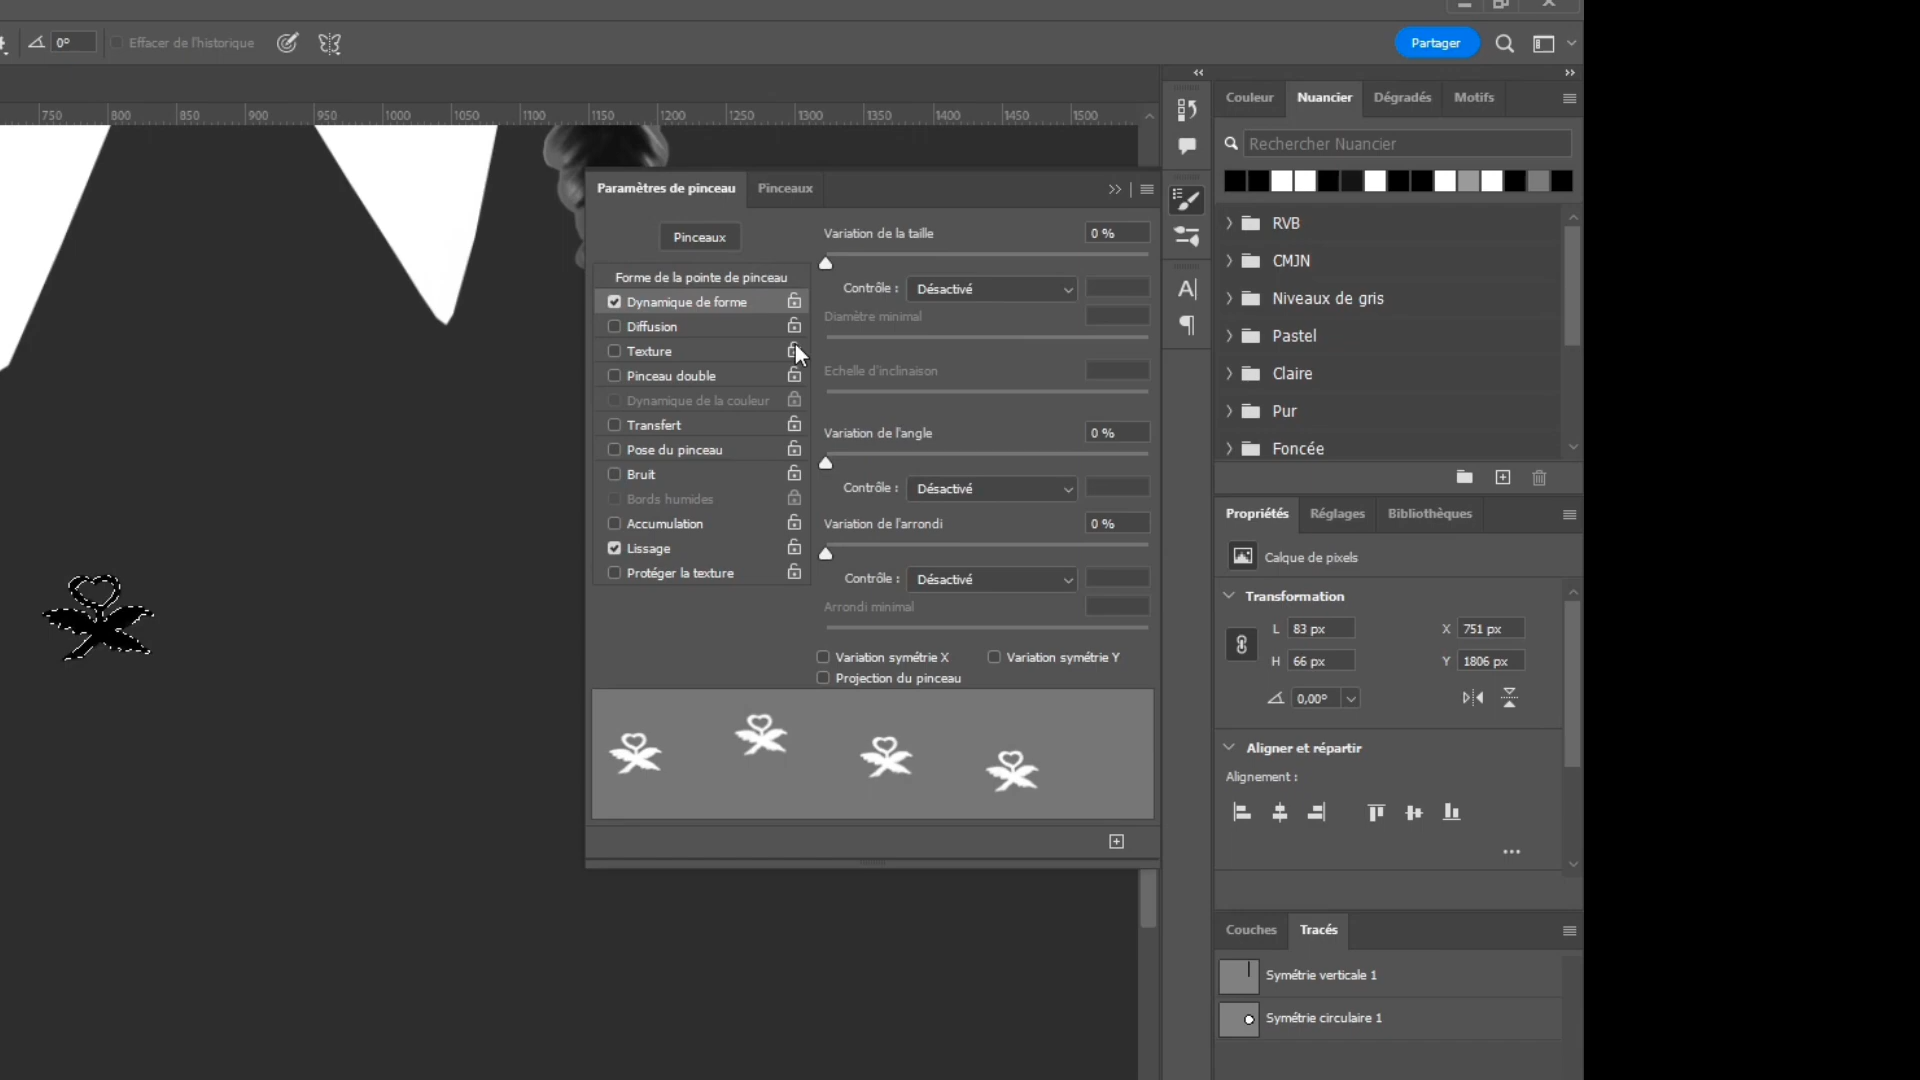 0°
Effacer de l'historique
Partager
750 800 850 900 950 1000 1050 1100 1150 1200 1250 1300 1350 1400 1450 1500
Couleur Nuancier Dégradés Motifs
Rechercher Nuancier
RVB
CMJN
Niveaux de gris
Pastel
Claire
Pur
Foncée
Paramètres de pinceau Pinceaux
Pinceaux
Forme de la pointe de pinceau
Dynamique de forme
Diffusion
Texture
Pinceau double
Dynamique de la couleur
Transfert
Pose du pinceau
Bruit
Bords humides
Accumulation
Lissage
Protéger la texture
Variation de la taille 0 %
Contrôle : Désactivé
Diamètre minimal
Echelle d'inclinaison
Variation de l'angle 0 %
Contrôle : Désactivé
Variation de l'arrondi 0 %
Contrôle : Désactivé
Arrondi minimal
Variation symétrie X Variation symétrie Y
Projection du pinceau
Propriétés Réglages Bibliothèques
Calque de pixels
Transformation
L 83 px X 751 px
H 66 px Y 1806 px
0,00°
Aligner et répartir
Alignement :
Couches Tracés
Symétrie verticale 1
Symétrie circulaire 1